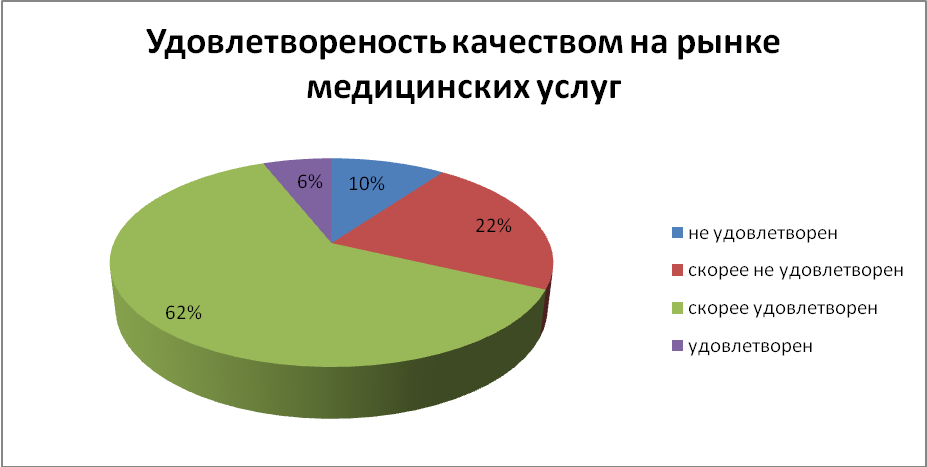 Удовлетвореность качеством на рынке
медицинских услуг
6%
10%
22%
62%
не удовлетворен
скорее не удовлетворен
скорее удовлетворен
удовлетворен